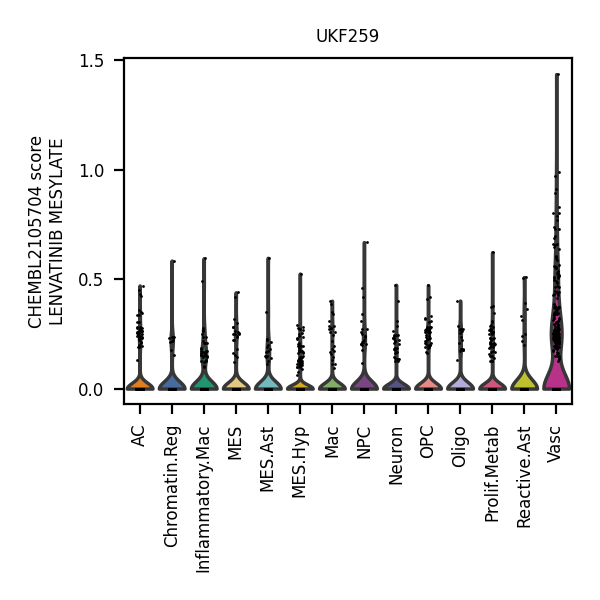 UKF259
CHEMBL2105704 score
LENVATINIB MESYLATE
1.5
1.0
0.5
0.0
AC
Chromatin.Reg
Inflammatory.Mac
MES
MES.Ast
MES.Hyp
Mac
NPC
Neuron
OPC
Oligo
Prolif.Metab
Reactive.Ast
Vasc